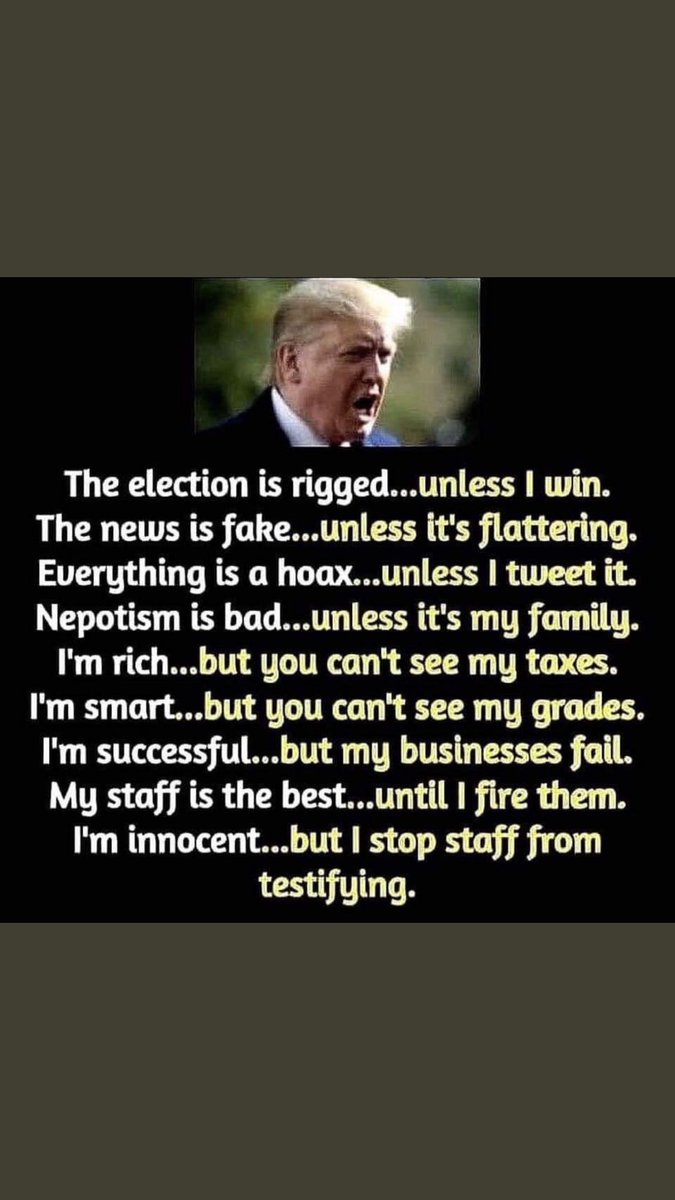 The election is rigged...unless I win.
The news is fake...unless it's flattering.
Everything is a hoax...unless I tweet it.
Nepotism is bad...unless it's my family.
I'm rich...but you can't see my taxes.
I'm smart...but you can't see my grades.
I'm successful...but my businesses fail.
My staff is the best...until I fire them.
I'm innocent...but I stop staff from
testifying.